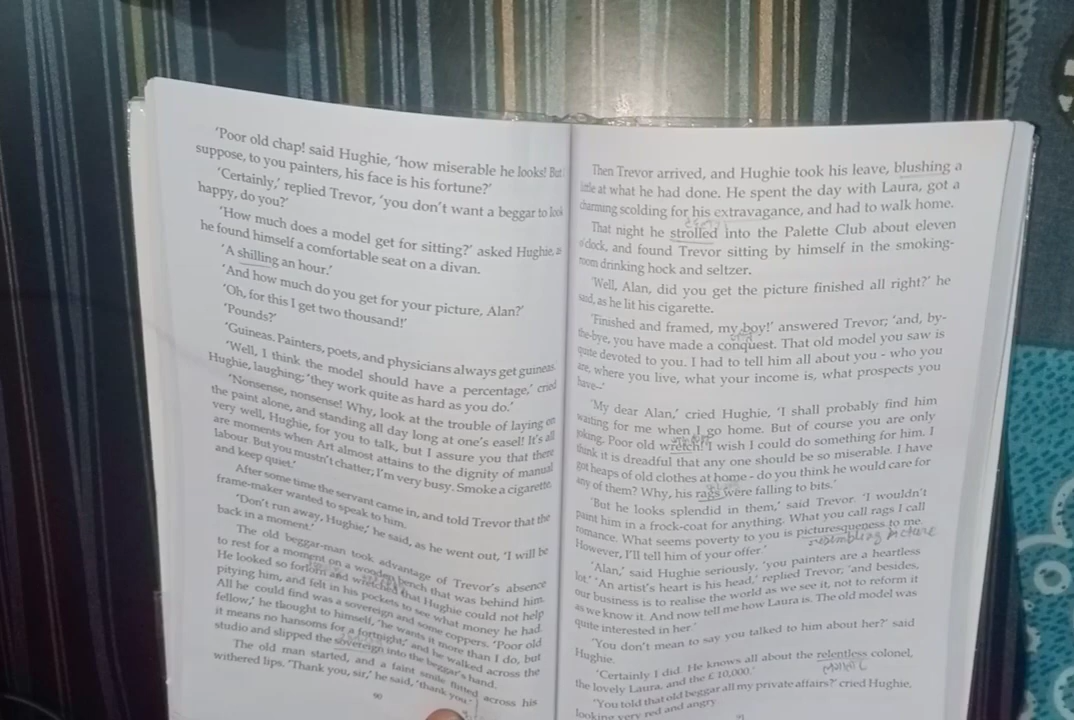 'Poor old chap! said Hughie, 'how miserable he looks! But
suppose, to you painters, his face is his fortune?'
'Certainly,' replied Trevor, 'you don't want a beggar to look
happy, do you?'
'How much does a model get for sitting?' asked Hughie, as
he found himself a comfortable seat on a divan.
'A shilling an hour.'
'And how much do you get for your picture, Alan?'
'Oh, for this I get two thousand!'
'Pounds?'
'Guineas. Painters, poets, and physicians always get guineas.
'Well, I think the model should have a percentage,' cried
Hughie, laughing; 'they work quite as hard as you do.'
'Nonsense, nonsense! Why, look at the trouble of laying on
the paint alone, and standing all day long at one's easel! It's all
very well, Hughie, for you to talk, but I assure you that there
are moments when Art almost attains to the dignity of manual
labour. But you mustn't chatter; I'm very busy. Smoke a cigarette,
and keep quiet.'
After some time the servant came in, and told Trevor that the
frame-maker wanted to speak to him.
'Don't run away, Hughie,' he said, as he went out, 'I will be
back in a moment.'
The old beggar-man took advantage of Trevor's absence
to rest for a moment on a wooden bench that was behind him.
He looked so forlorn and wretched that Hughie could not help
pitying him, and felt in his pockets to see what money he had.
All he could find was a sovereign and some coppers. 'Poor old
fellow,' he thought to himself, 'he wants it more than I do, but
it means no hansoms for a fortnight;' and he walked across the
studio and slipped the sovereign into the beggar's hand.
The old man started, and a faint smile flitted across his
withered lips. 'Thank you, sir,' he said, 'thank you.'
90
Then Trevor arrived, and Hughie took his leave, blushing a
little at what he had done. He spent the day with Laura, got a
charming scolding for his extravagance, and had to walk home.
That night he strolled into the Palette Club about eleven
o'clock, and found Trevor sitting by himself in the smoking-
room drinking hock and seltzer.
'Well, Alan, did you get the picture finished all right?' he
said, as he lit his cigarette.
'Finished and framed, my boy!' answered Trevor; 'and, by-
the-bye, you have made a conquest. That old model you saw is
quite devoted to you. I had to tell him all about you - who you
are, where you live, what your income is, what prospects you
have--'
'My dear Alan,' cried Hughie, 'I shall probably find him
waiting for me when I go home. But of course you are only
joking. Poor old wretch! I wish I could do something for him. I
think it is dreadful that any one should be so miserable. I have
got heaps of old clothes at home - do you think he would care for
any of them? Why, his rags were falling to bits.'
'But he looks splendid in them,' said Trevor. 'I wouldn't
paint him in a frock-coat for anything. What you call rags I call
romance. What seems poverty to you is picturesqueness to me.
resembling picture
However, I'll tell him of your offer.'
'Alan,' said Hughie seriously, 'you painters are a heartless
lot.' 'An artist's heart is his head,' replied Trevor; 'and besides,
our business is to realise the world as we see it, not to reform it
as we know it. And now tell me how Laura is. The old model was
quite interested in her.'
'You don't mean to say you talked to him about her?' said
Hughie.
'Certainly I did. He knows all about the relentless colonel,
the lovely Laura, and the £ 10,000.'
'You told that old beggar all my private affairs?' cried Hughie,
looking very red and angry
91